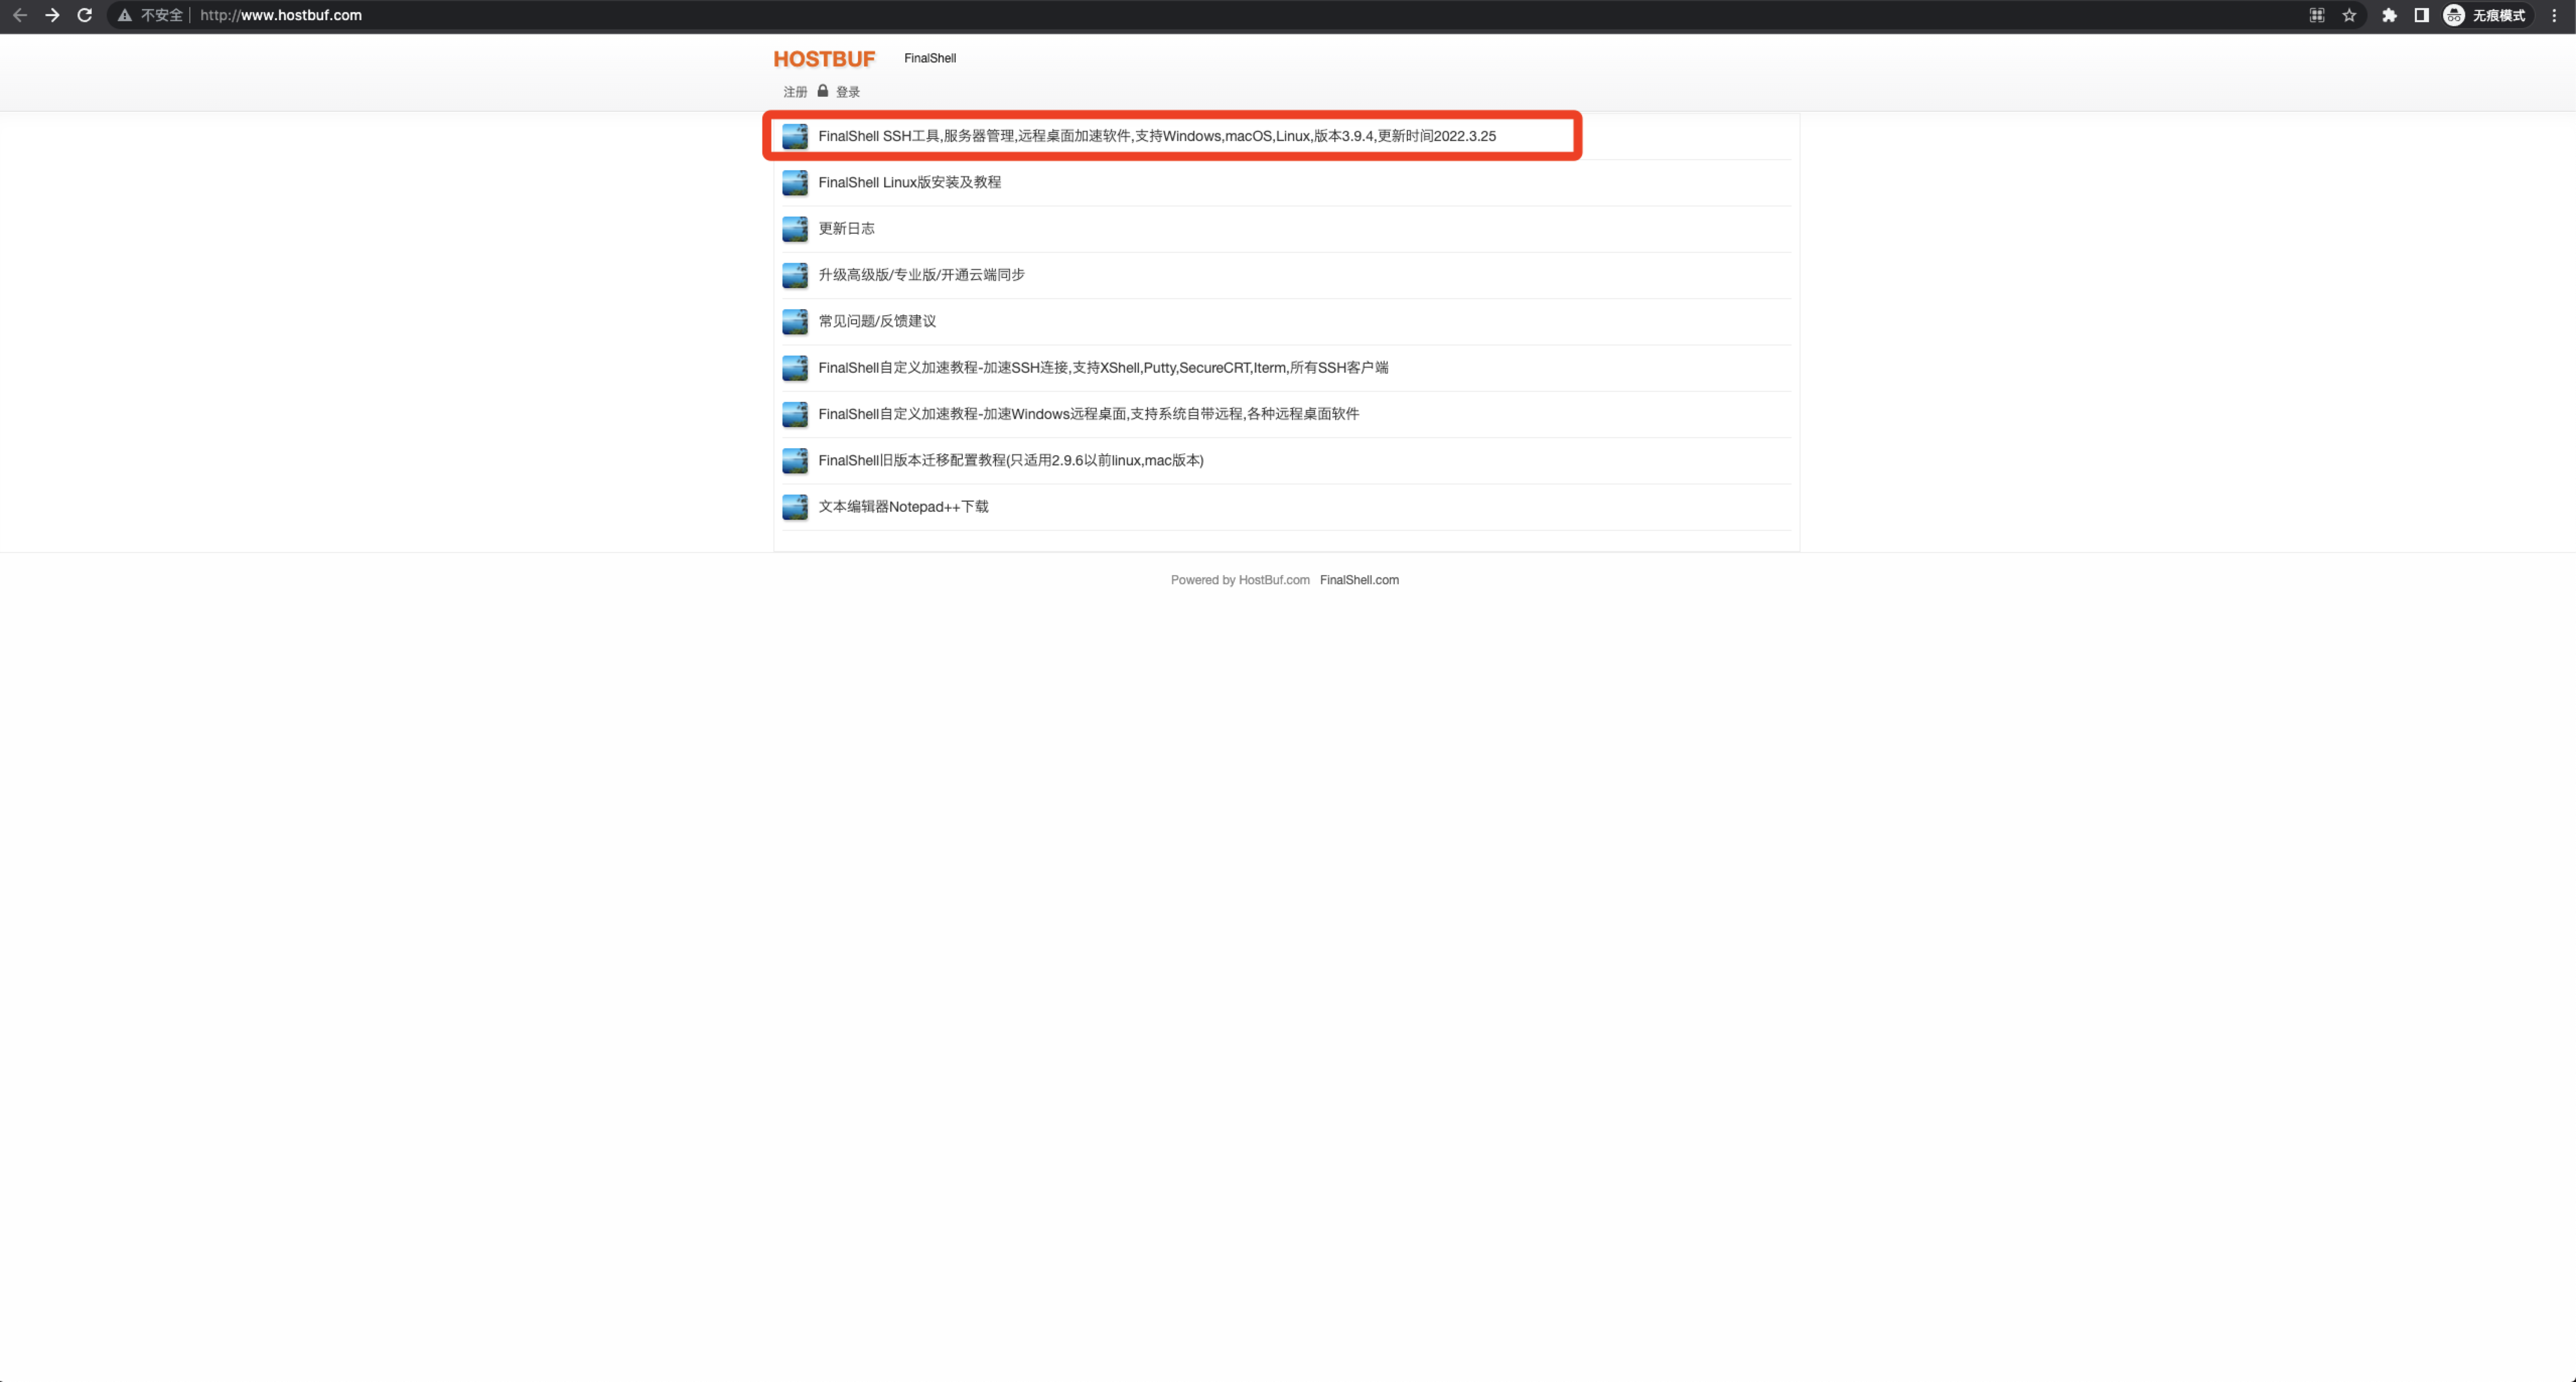 不安全 http://www.hostbuf.com 无痕模式
HOSTBUF FinalShell
注册 登录
FinalShell SSH工具,服务器管理,远程桌面加速软件,支持Windows,macOS,Linux,版本3.9.4,更新时间2022.3.25
FinalShell Linux版安装及教程
更新日志
升级高级版/专业版/开通云端同步
常见问题/反馈建议
FinalShell自定义加速教程-加速SSH连接,支持XShell,Putty,SecureCRT,Iterm,所有SSH客户端
FinalShell自定义加速教程-加速Windows远程桌面,支持系统自带远程,各种远程桌面软件
FinalShell旧版本迁移配置教程(只适用2.9.6以前linux,mac版本)
文本编辑器Notepad++下载
Powered by HostBuf.com FinalShell.com